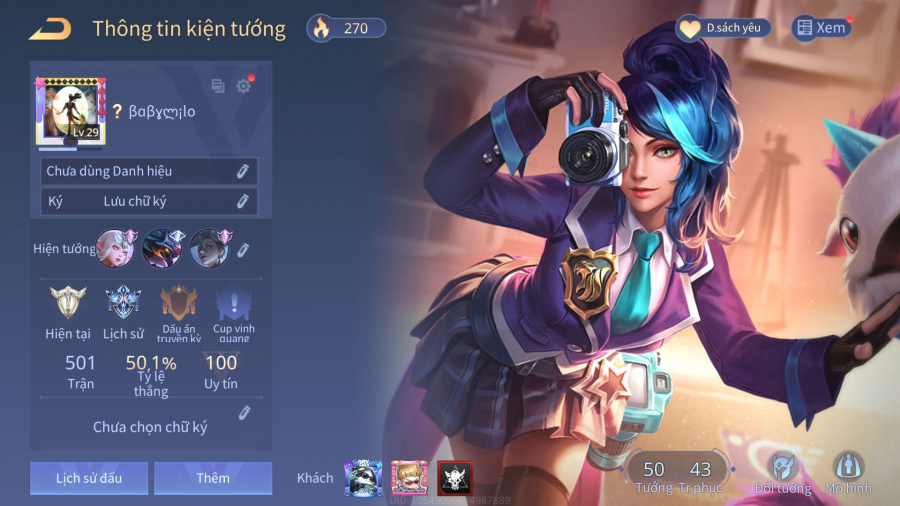 Thông tin kiện tướng
270
D.sách yêu
Xem
? βαβγლ¡lo
Lv.29
Chưa dùng Danh hiệu
Ký Lưu chữ ký
Hiện tướng
Hiện tại Lịch sử Dấu ấn truyền kỳ Cup vinh quang
501 50,1% 100
Trận Tỷ lệ thắng Uy tín
Chưa chọn chữ ký
Lịch sử đấu Thêm Khách
50 43
Tướng Tr phục Đổi tướng Mô hình